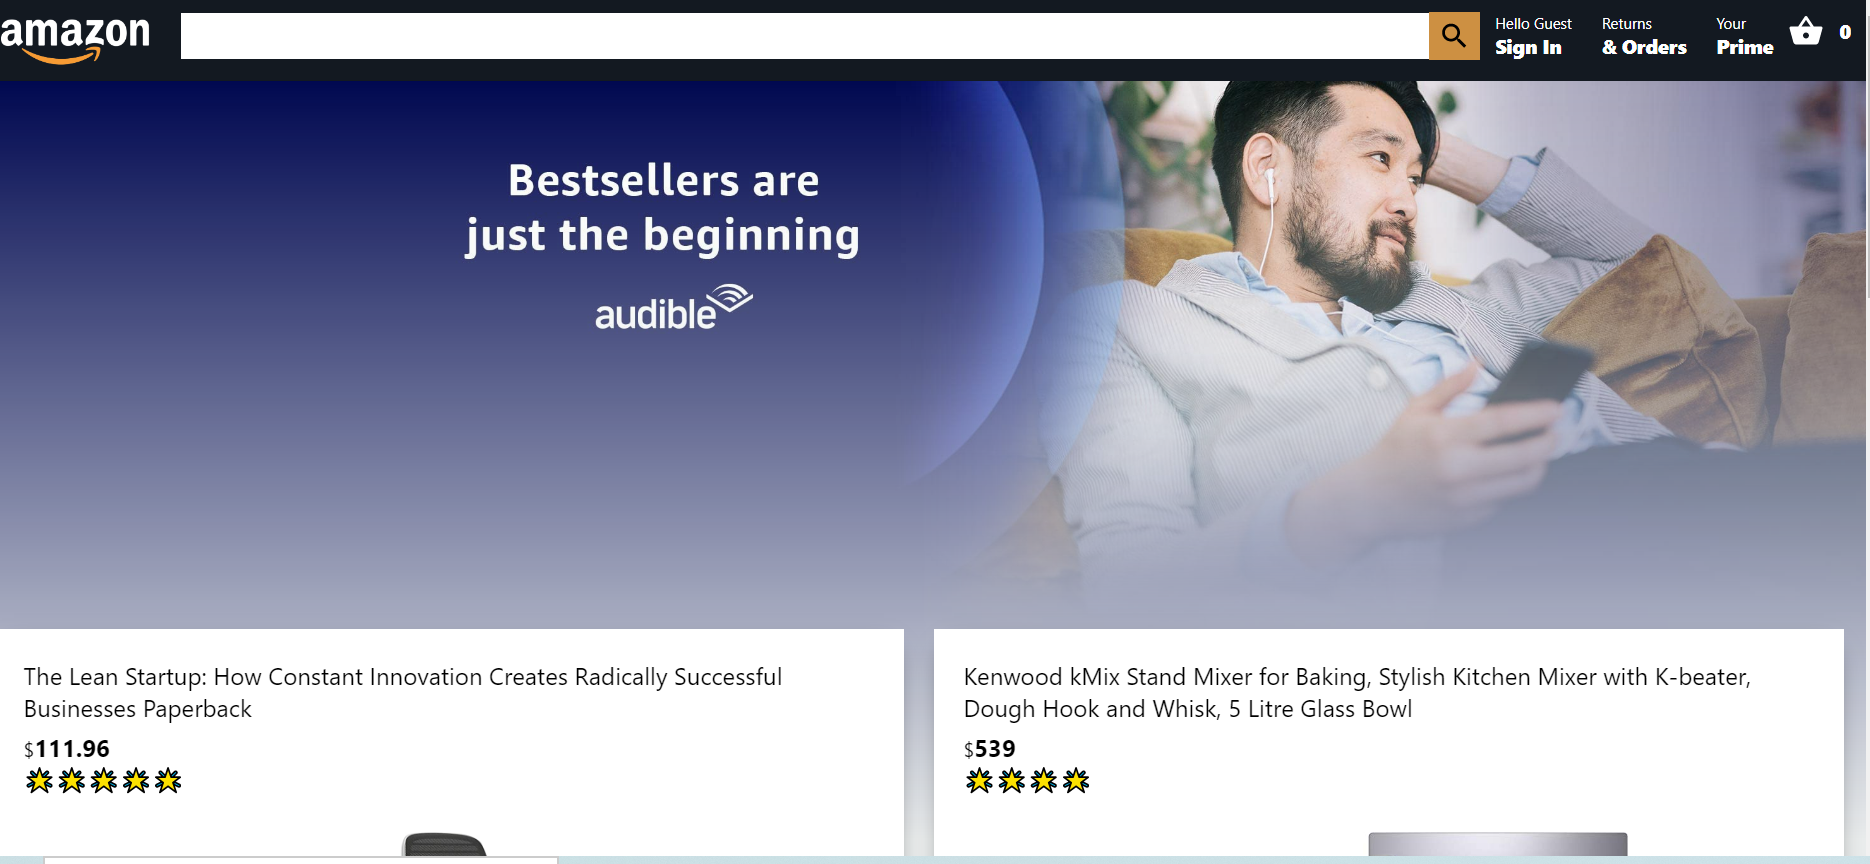 amazon
Hello Guest
Sign In
Returns
& Orders
Your
Prime
0
Bestsellers are
just the beginning
audible
The Lean Startup: How Constant Innovation Creates Radically Successful
Businesses Paperback
$111.96
Kenwood kMix Stand Mixer for Baking, Stylish Kitchen Mixer with K-beater,
Dough Hook and Whisk, 5 Litre Glass Bowl
$539